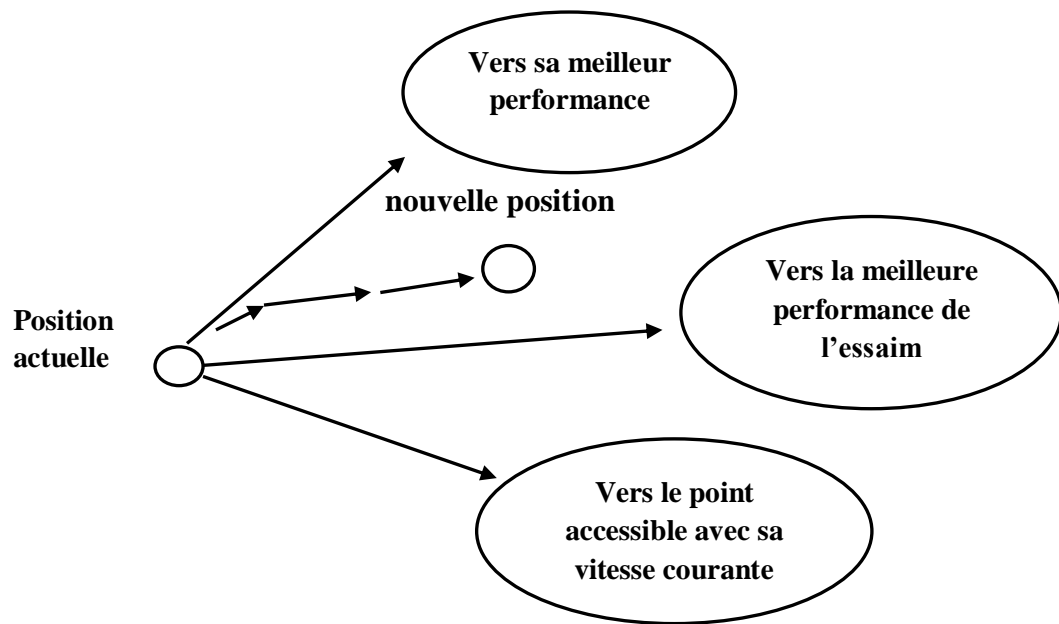 Vers sa meilleur
performance
nouvelle position
Vers la meilleure
performance de
l’essaim
Position
actuelle
Vers le point
accessible avec sa
vitesse courante